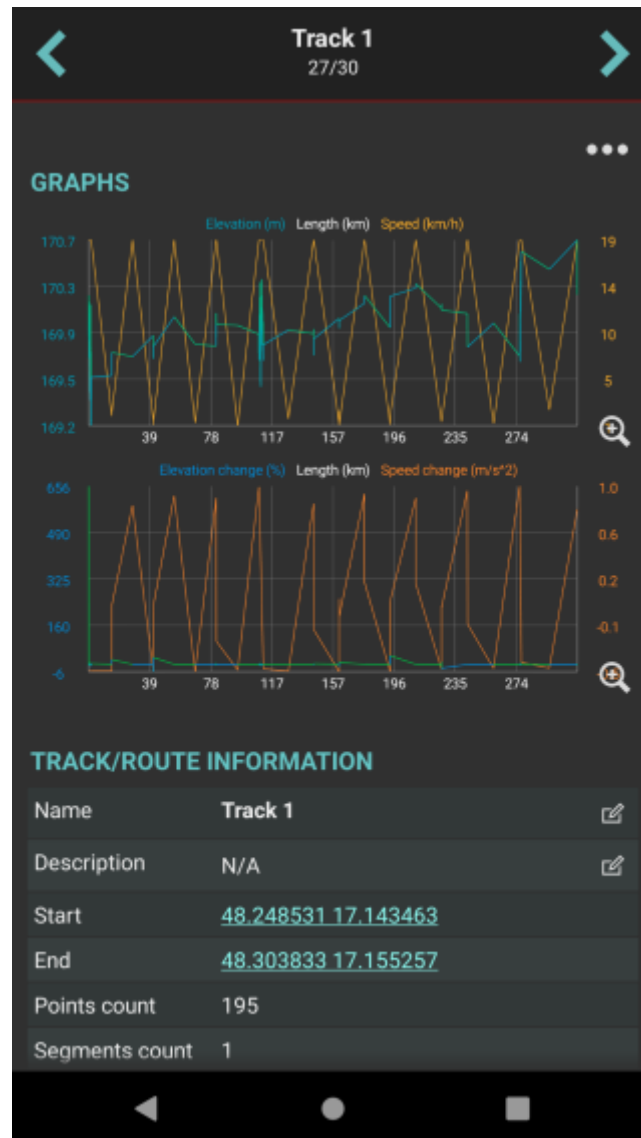 Track 1
27/30
GRAPHS
Elevation (m) Length (km) Speed (km/h)
170.7 19
170.3 14
169.9 10
169.5 5
169.2
39 78 117 157 196 235 274
Elevation change (%) Length (km) Speed change (m/s^2)
656 1.0
490 0.6
325 0.2
160 -0.1
-6
39 78 117 157 196 235 274
TRACK/ROUTE INFORMATION
Name Track 1
Description N/A
Start 48.248531 17.143463
End 48.303833 17.155257
Points count 195
Segments count 1